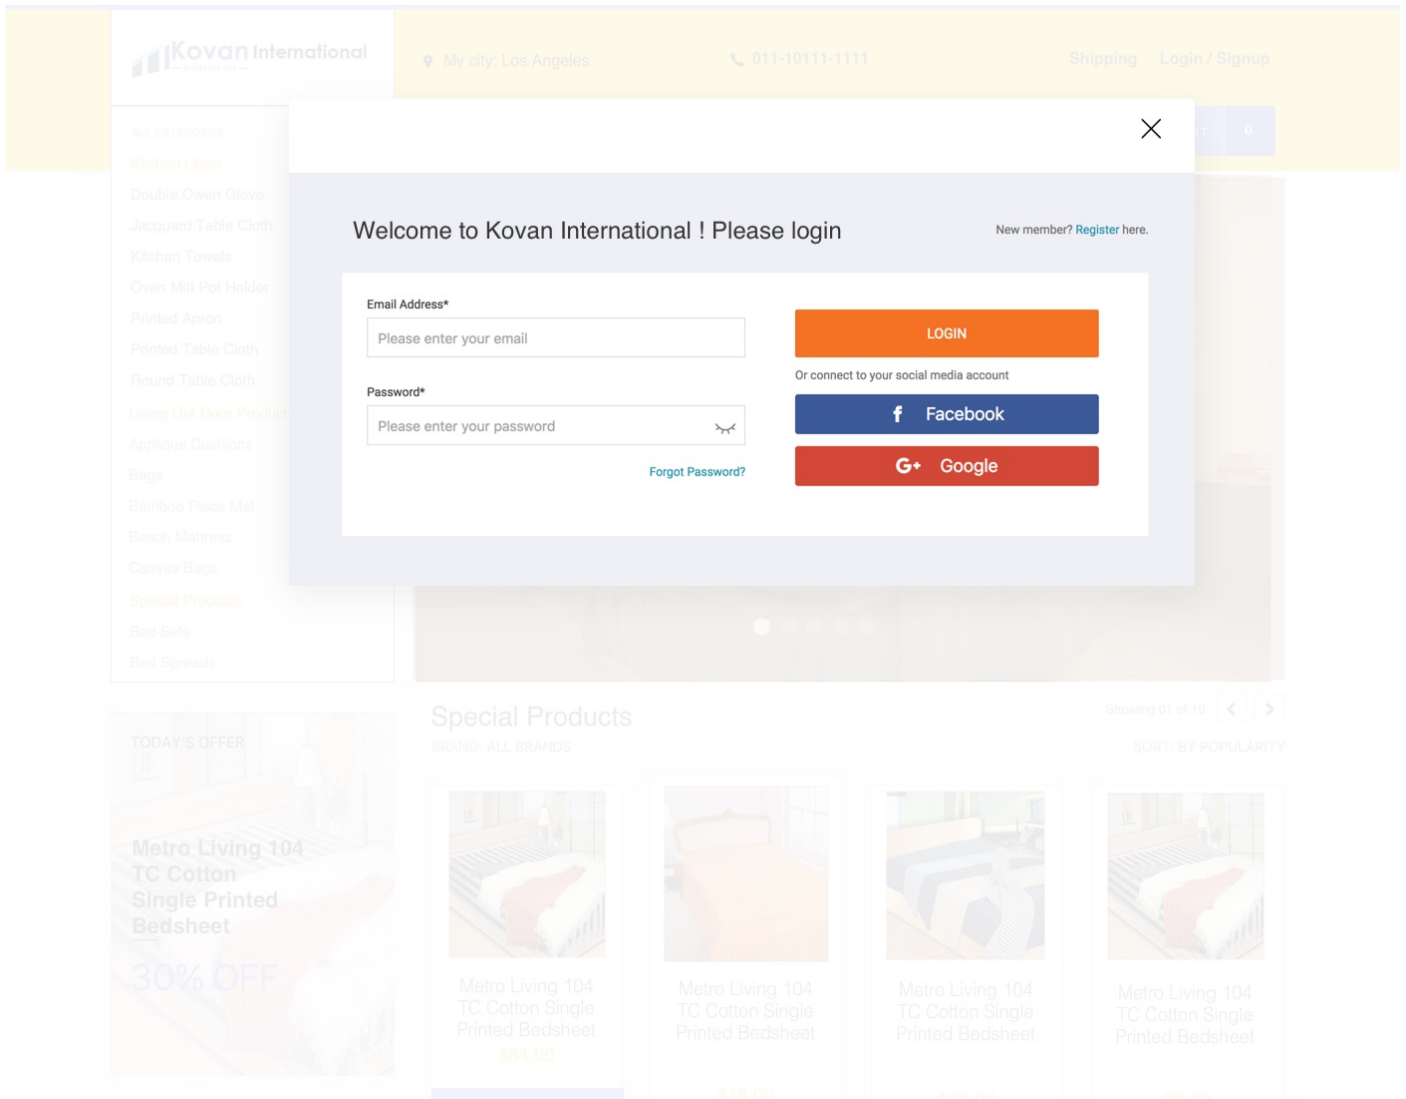 Kovan International
My city: Los Angeles
011-10111-1111
Shipping
Login / Signup
ALL CATEGORIES
0
Kitchen Linen
Double Owen Glove
Jacquard Table Cloth
Kitchen Towels
Oven Mitt Pot Holder
Printed Apron
Printed Table Cloth
Round Table Cloth
Living Out Door Product
Applique Cushions
Bags
Bamboo Place Mat
Beach Mattress
Canvas Bags
Special Products
Bed Sets
Bed Spreads
Welcome to Kovan International ! Please login
New member? Register here.
Email Address*
Please enter your email
Password*
Please enter your password
Forgot Password?
LOGIN
Or connect to your social media account
f Facebook
G+ Google
TODAY'S OFFER
Metro Living 104
TC Cotton
Single Printed
Bedsheet
30% OFF
Special Products
Showing 01 of 10
BRAND: ALL BRANDS
SORT: BY POPULARITY
Metro Living 104
TC Cotton Single
Printed Bedsheet
$34.00
Metro Living 104
TC Cotton Single
Printed Bedsheet
Metro Living 104
TC Cotton Single
Printed Bedsheet
Metro Living 104
TC Cotton Single
Printed Bedsheet